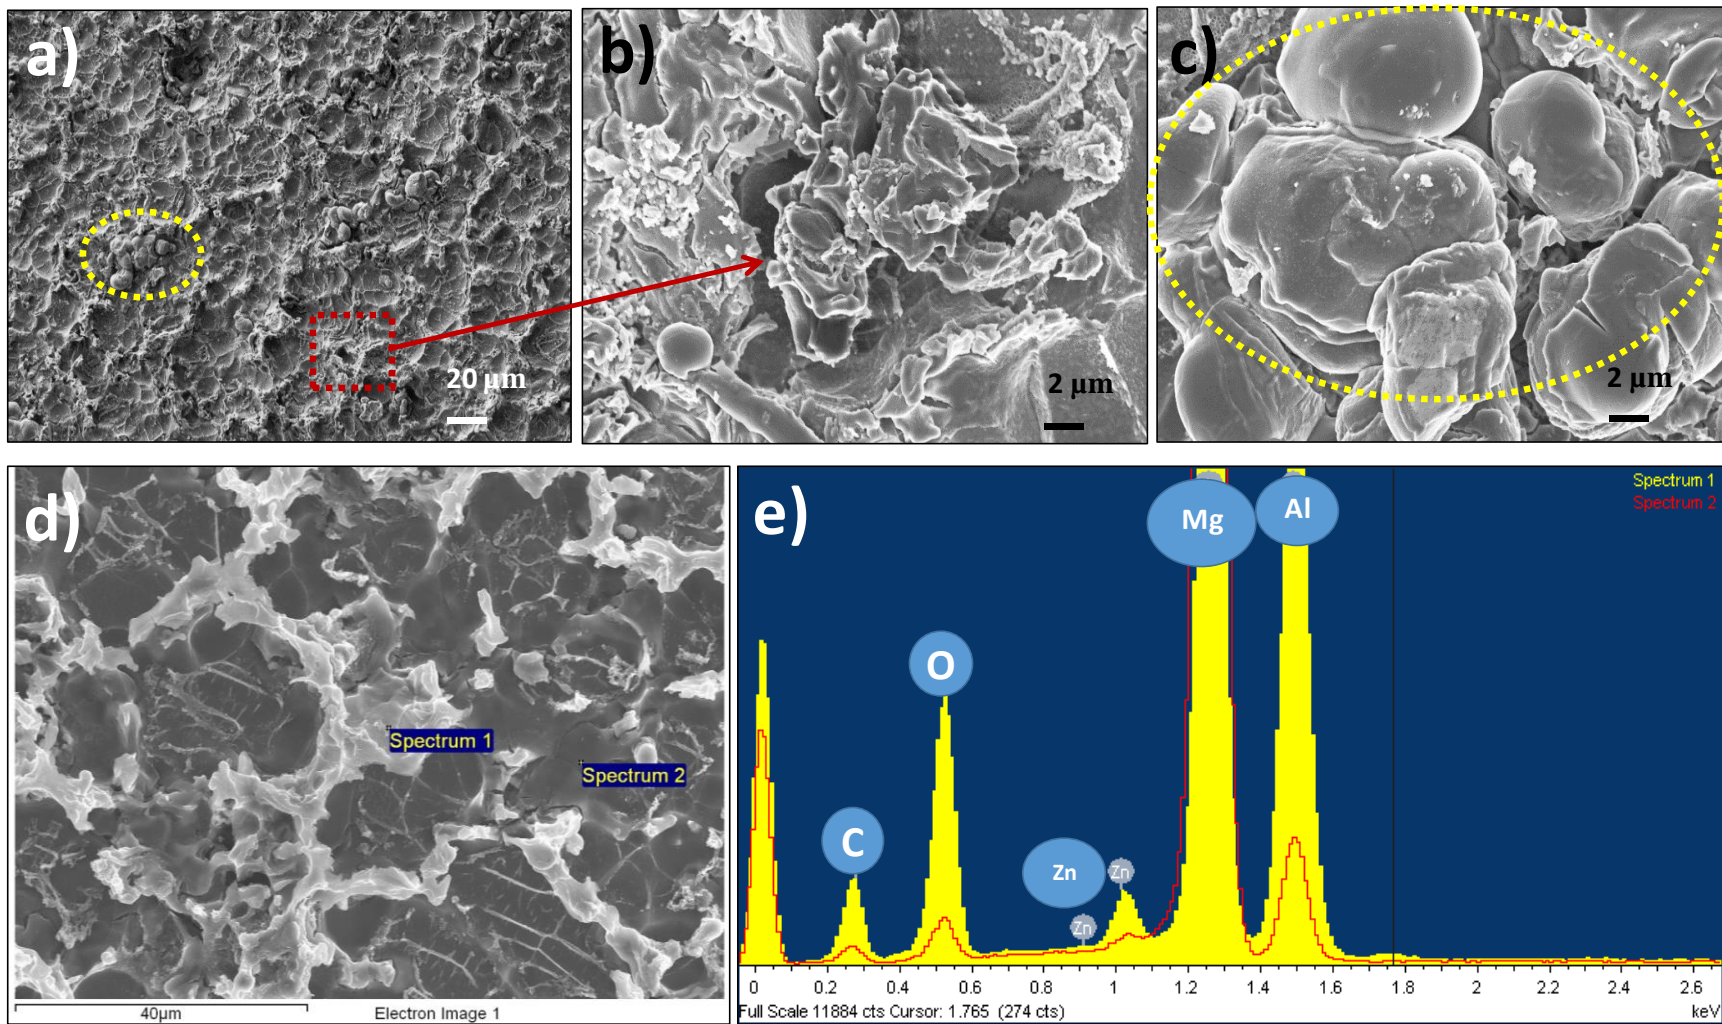 a)
20 µm
b)
2 µm
c)
2 µm
d)
Spectrum 1
Spectrum 2
40µm
Electron Image 1
e)
Spectrum 1
Spectrum 2
Mg
Al
O
C
Zn
Zn
Zn
0 0.2 0.4 0.6 0.8 1 1.2 1.4 1.6 1.8 2 2.2 2.4 2.6
Full Scale 11884 cts Cursor: 1.765 (274 cts)
keV